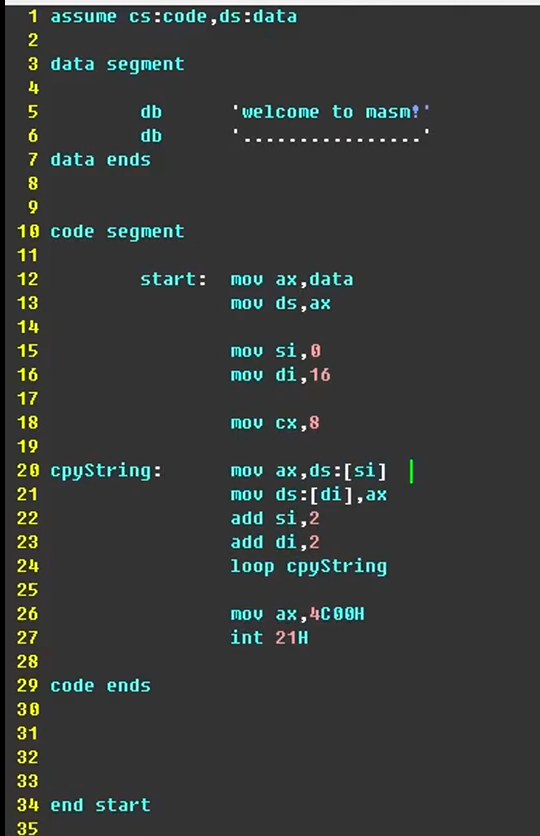 1 assume cs:code,ds:data
2
3 data segment
4
5 db 'welcome to masm!'
6 db '................'
7 data ends
8
9
10 code segment
11
12 start: mov ax,data
13 mov ds,ax
14
15 mov si,0
16 mov di,16
17
18 mov cx,8
19
20 cpyString: mov ax,ds:[si]
21 mov ds:[di],ax
22 add si,2
23 add di,2
24 loop cpyString
25
26 mov ax,4C00H
27 int 21H
28
29 code ends
30
31
32
33
34 end start
35